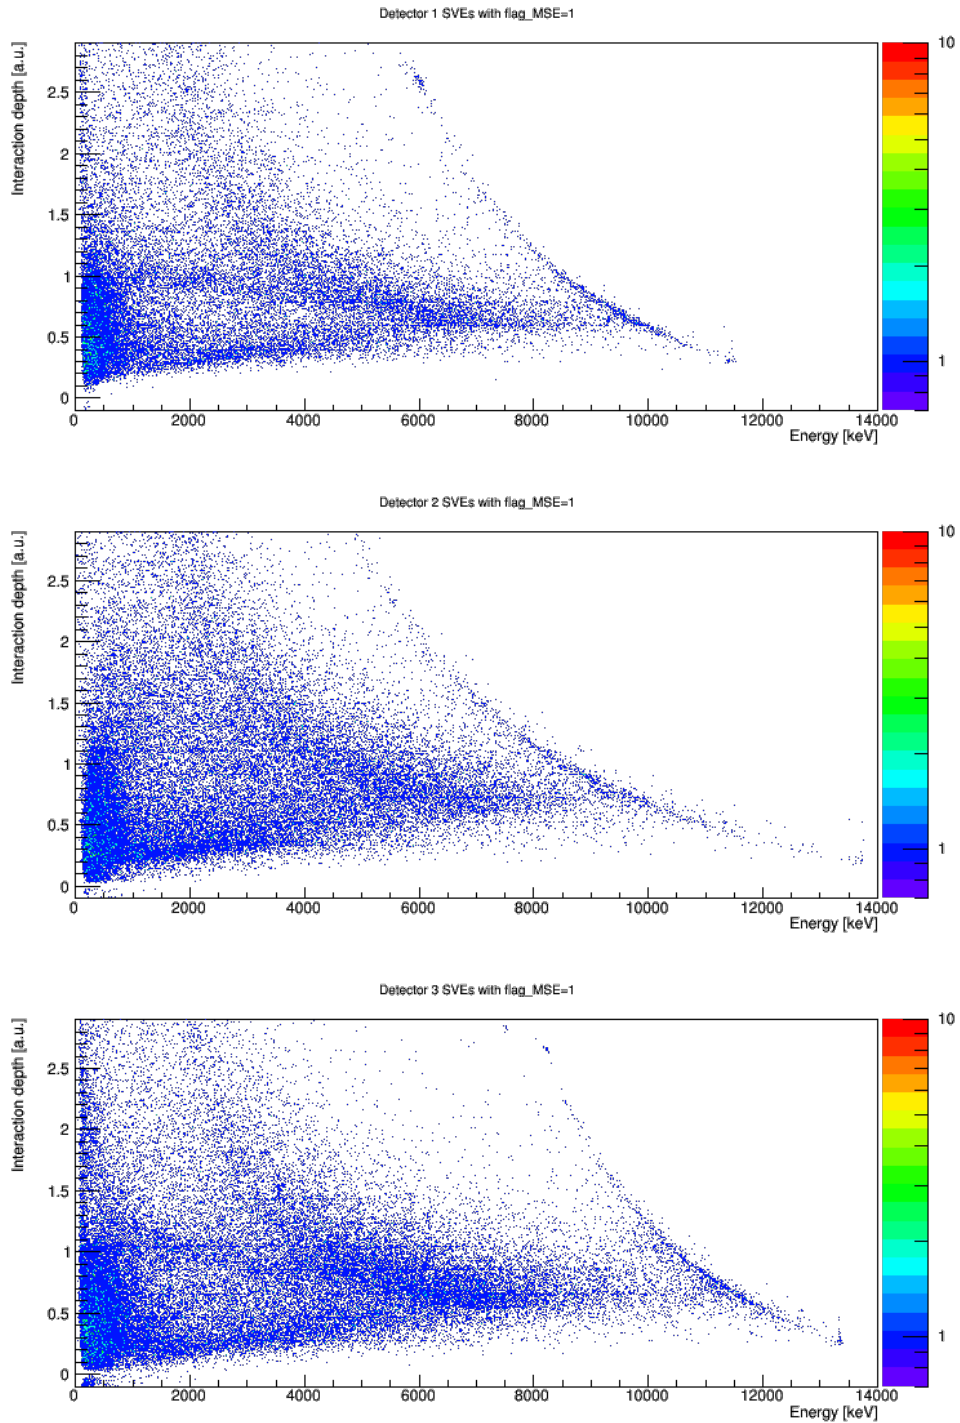 Detector 1 SVEs with flag_MSE=1
Interaction depth [a.u.]
2.5
2
1.5
1
0.5
0
0 2000 4000 6000 8000 10000 12000 14000
Energy [keV]
10
1
Detector 2 SVEs with flag_MSE=1
Interaction depth [a.u.]
2.5
2
1.5
1
0.5
0
0 2000 4000 6000 8000 10000 12000 14000
Energy [keV]
10
1
Detector 3 SVEs with flag_MSE=1
Interaction depth [a.u.]
2.5
2
1.5
1
0.5
0
0 2000 4000 6000 8000 10000 12000 14000
Energy [keV]
10
1